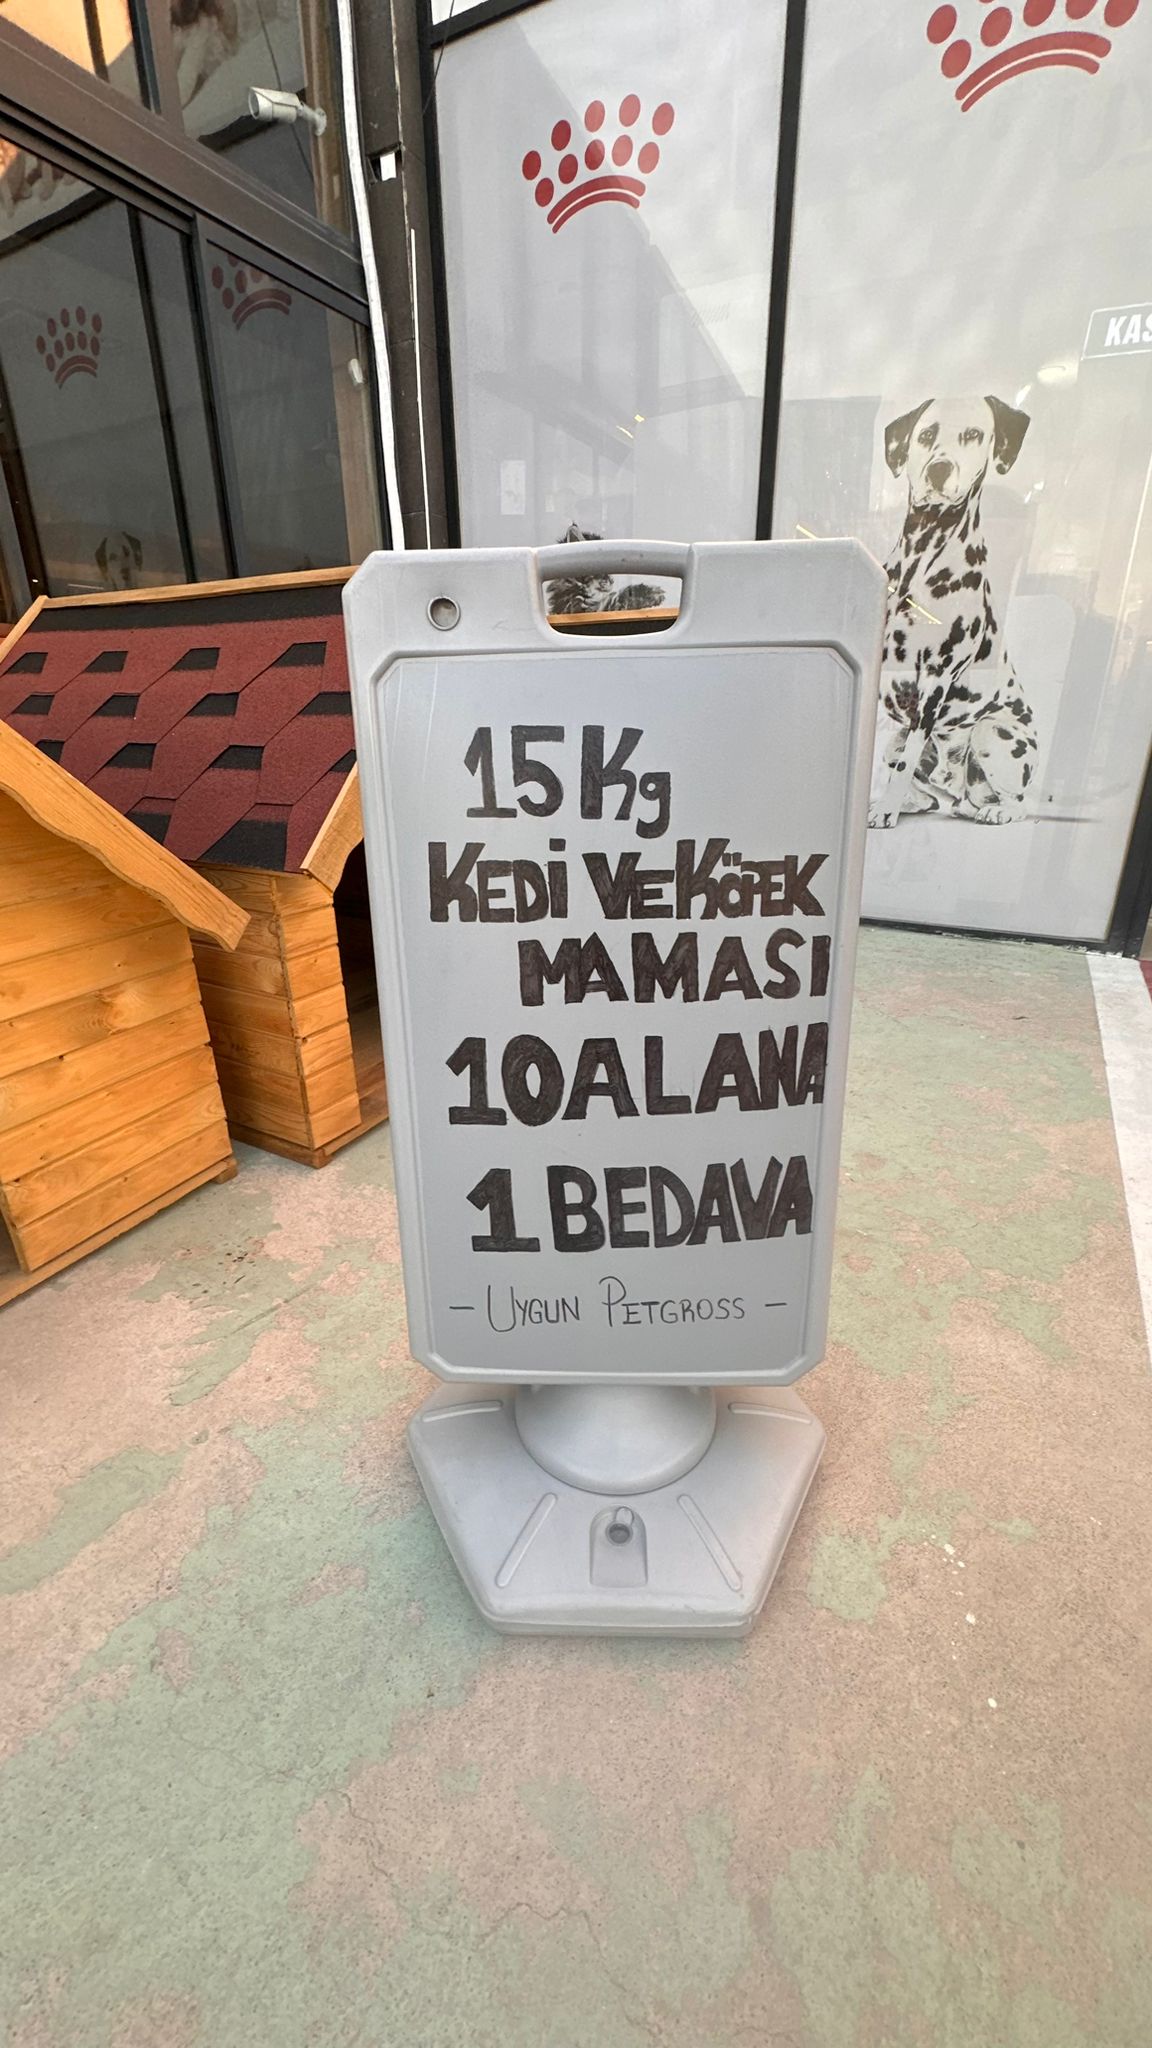 15 Kg
KEDİ VE KÖPEK
MAMASI
10 ALANA
1 BEDAVA
- UYGUN PETGROSS -
KAS